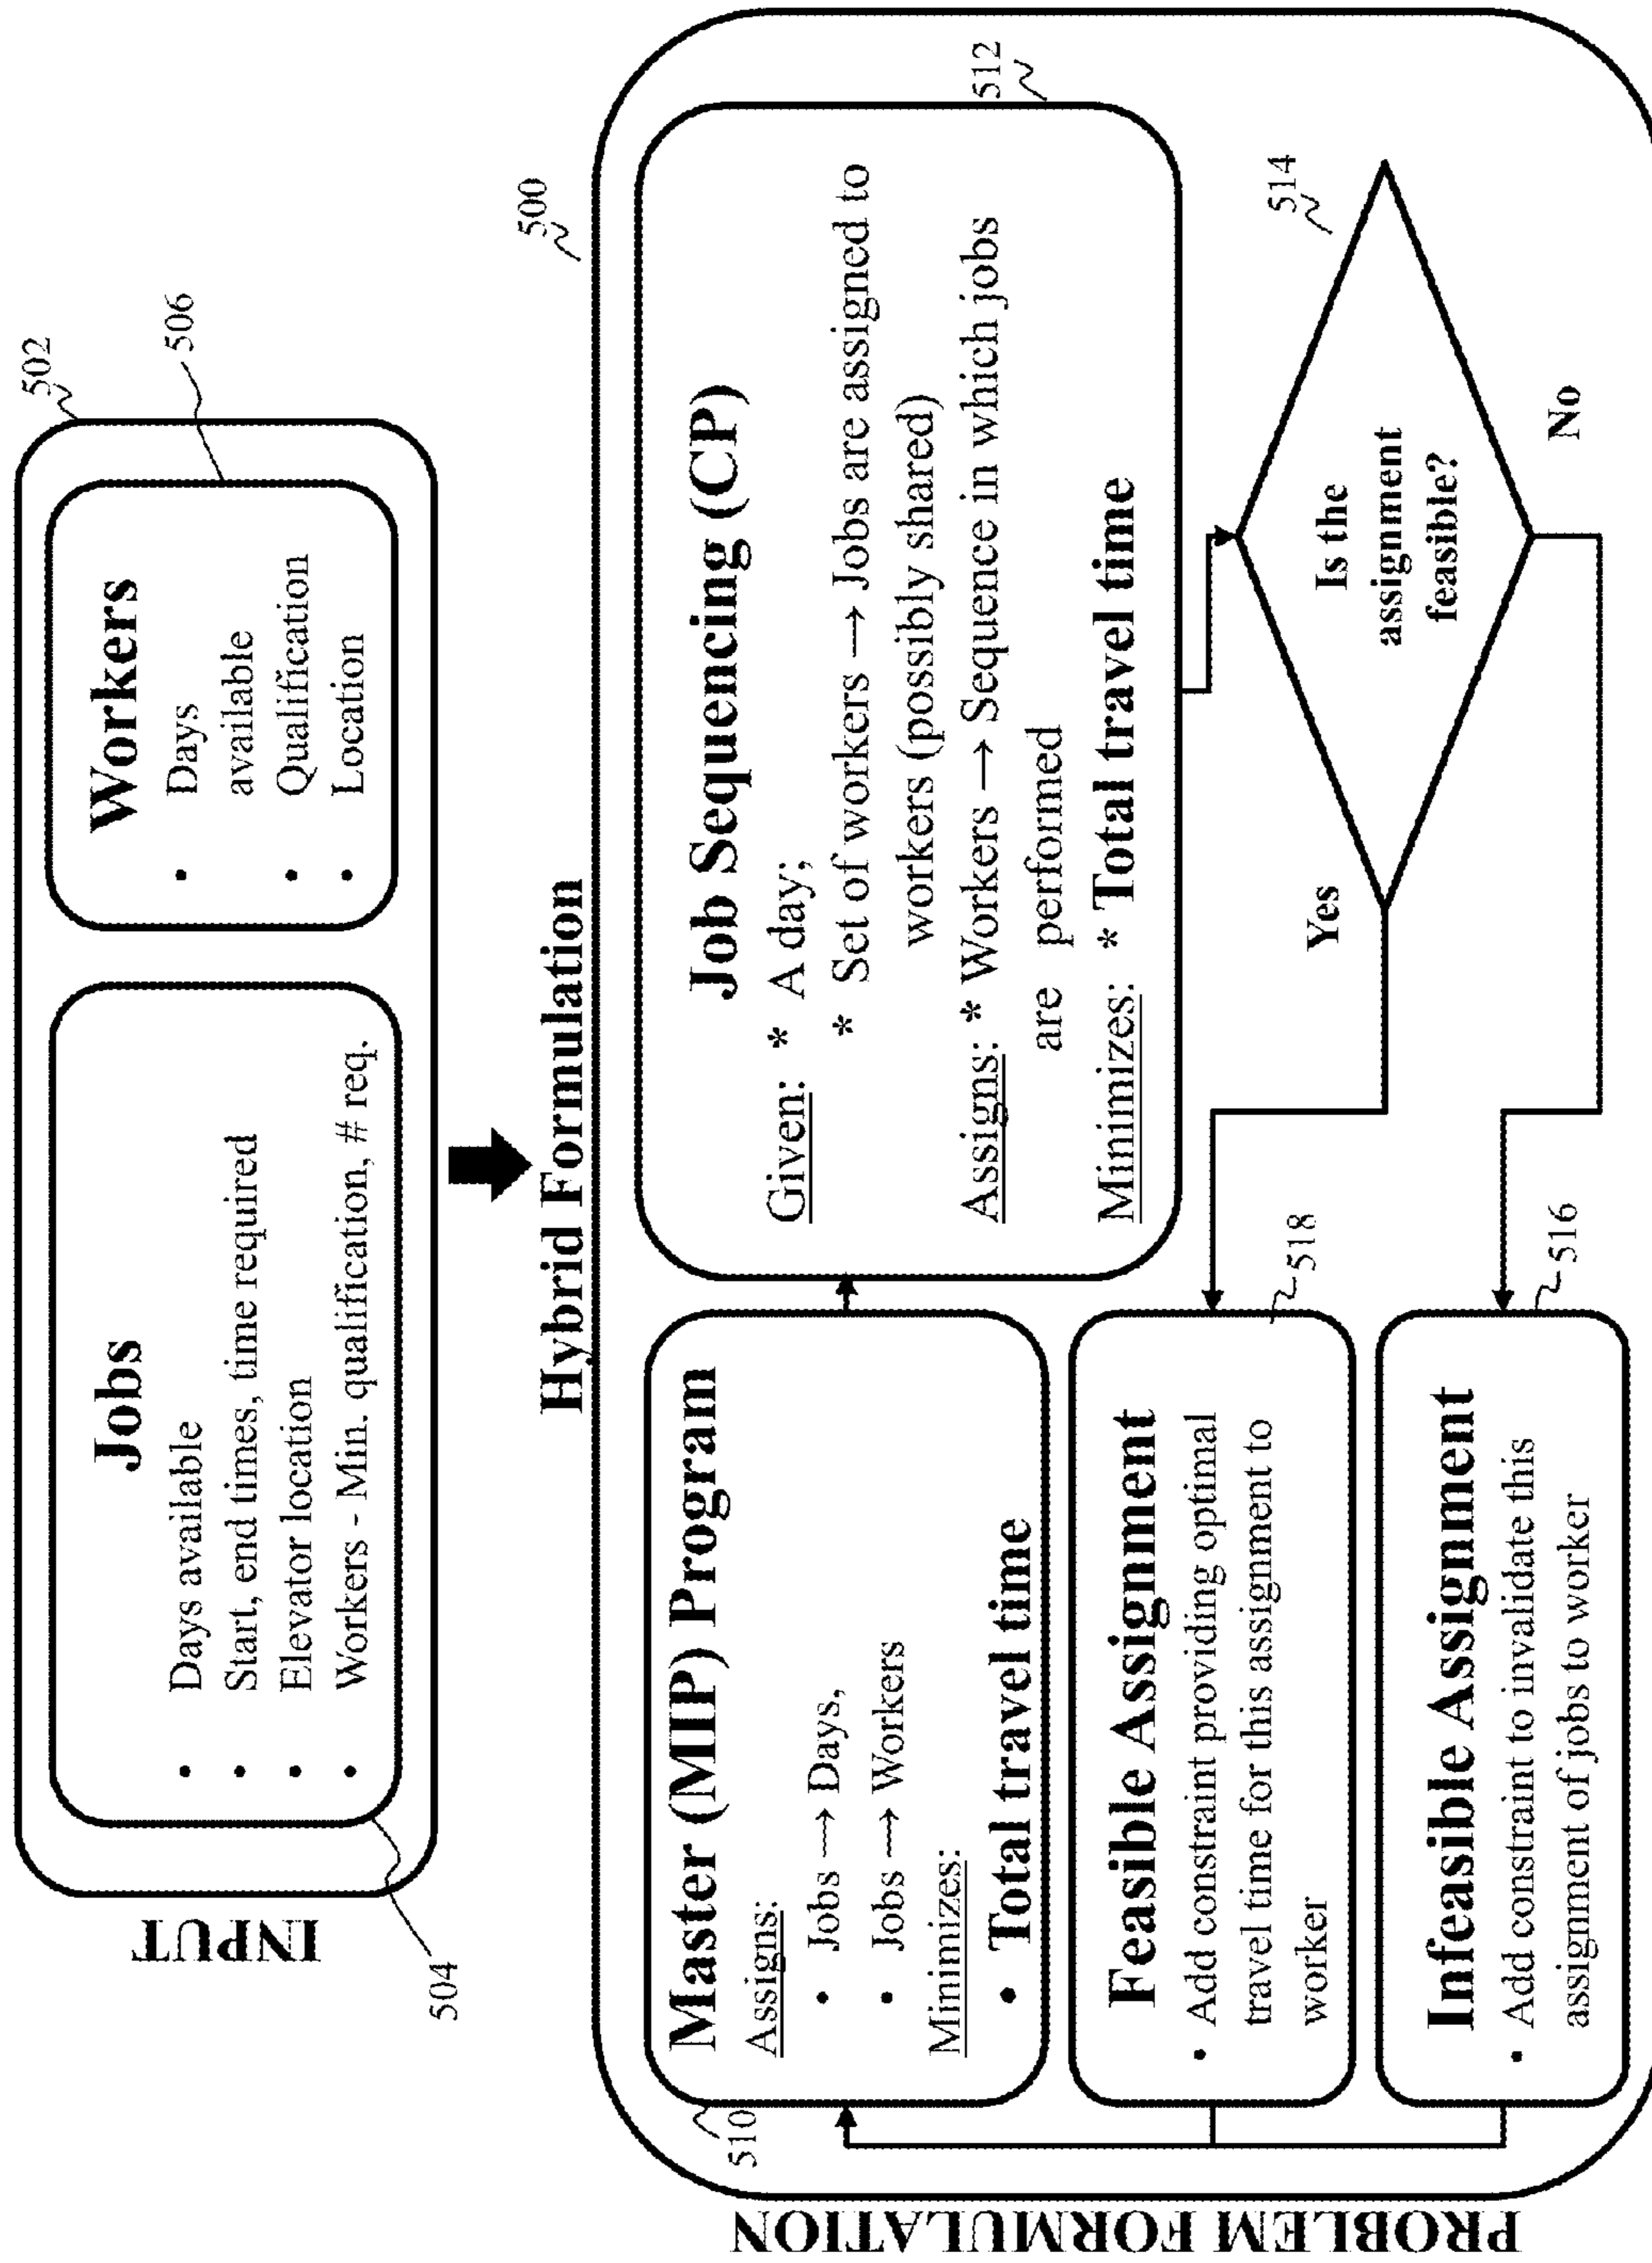 INPUT
502
Jobs
• Days available
• Start, end times, time required
• Elevator location
• Workers - Min. qualification, # req.
504
Workers
• Days
available
• Qualification
• Location
506
Hybrid Formulation
500
PROBLEM FORMULATION
Master (MIP) Program
Assigns:
• Jobs → Days,
• Jobs → Workers
Minimizes:
• Total travel time
510
Job Sequencing (CP)
Given: * A day;
* Set of workers → Jobs are assigned to
workers (possibly shared)
Assigns: * Workers → Sequence in which jobs
are performed
Minimizes: * Total travel time
512
Feasible Assignment
• Add constraint providing optimal
travel time for this assignment to
worker
518
Yes
Is the
assignment
feasible?
514
No
Infeasible Assignment
• Add constraint to invalidate this
assignment of jobs to worker
516